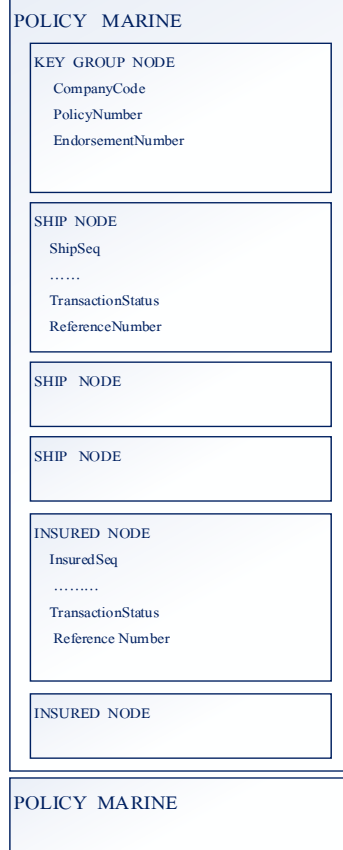 POLICY MARINE
KEY GROUP NODE
CompanyCode
PolicyNumber
EndorsementNumber
SHIP NODE
ShipSeq
……
TransactionStatus
ReferenceNumber
SHIP NODE
SHIP NODE
INSURED NODE
InsuredSeq
………
TransactionStatus
Reference Number
INSURED NODE
POLICY MARINE